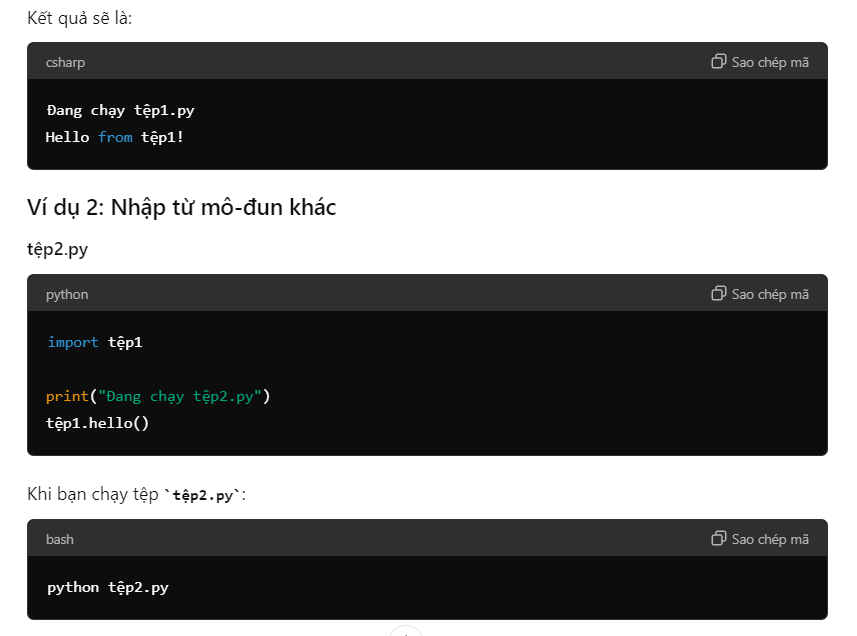 Kết quả sẽ là:
csharp
Sao chép mã
Đang chạy tệp1.py
Hello from tệp1!
Ví dụ 2: Nhập từ mô-đun khác
tệp2.py
python
Sao chép mã
import tệp1
print("Đang chạy tệp2.py")
tệp1.hello()
Khi bạn chạy tệp `tệp2.py`:
bash
Sao chép mã
python tệp2.py